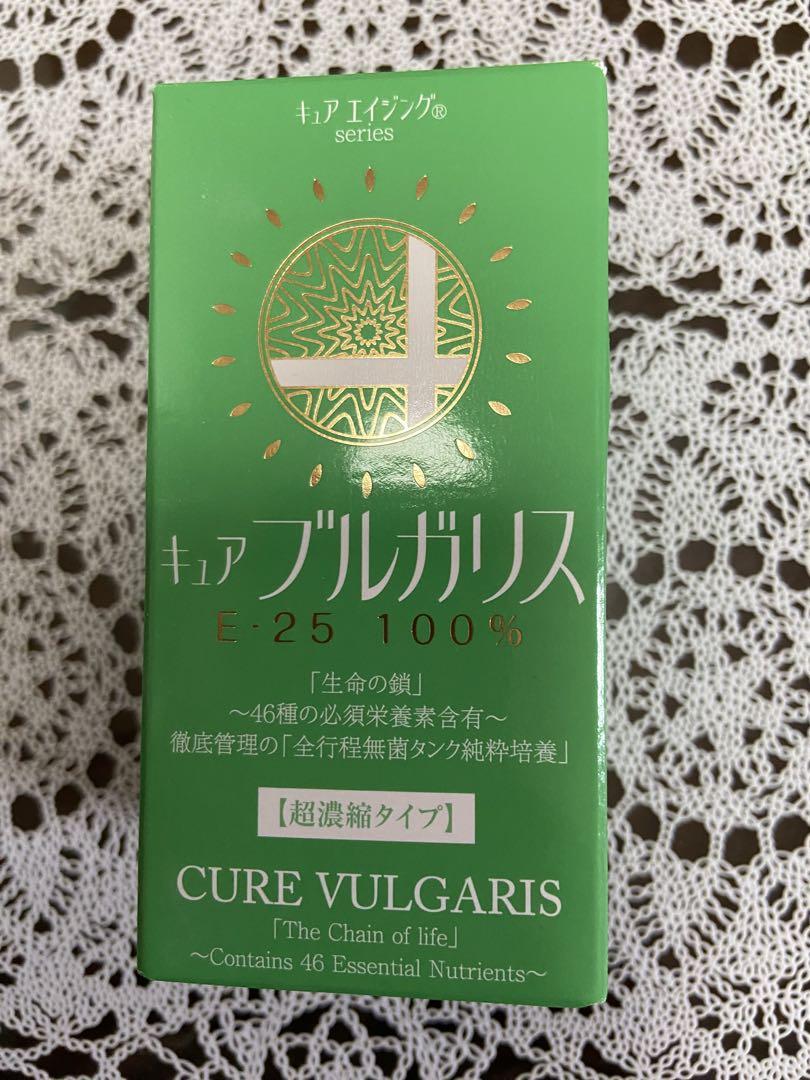 キュア エイジング®
series
キュア ブルガリス
E-25 100%
「生命の鎖」
～46種の必須栄養素含有～
徹底管理の「全行程無菌タンク純粋培養」
【超濃縮タイプ】
CURE VULGARIS
「The Chain of life」
～Contains 46 Essential Nutrients～